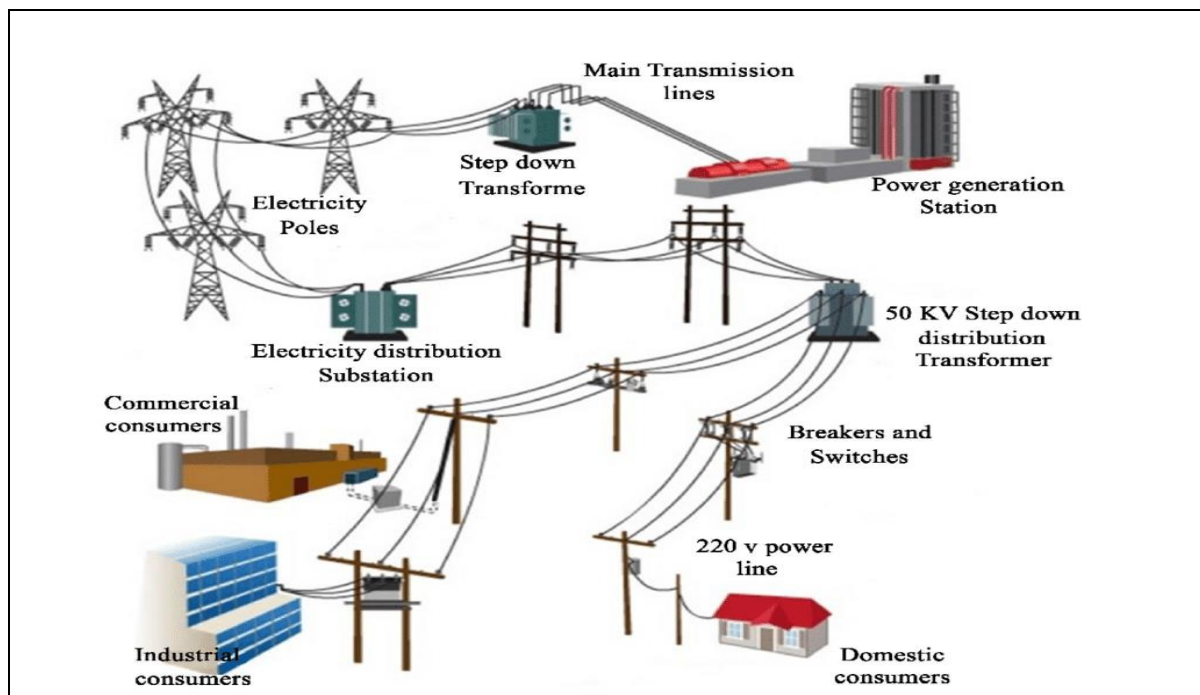 Main Transmission
lines
Step down
Transforme
Power generation
Station
Electricity
Poles
50 KV Step down
distribution
Transformer
Electricity distribution
Substation
Commercial
consumers
Breakers and
Switches
220 v power
line
Industrial
consumers
Domestic
consumers